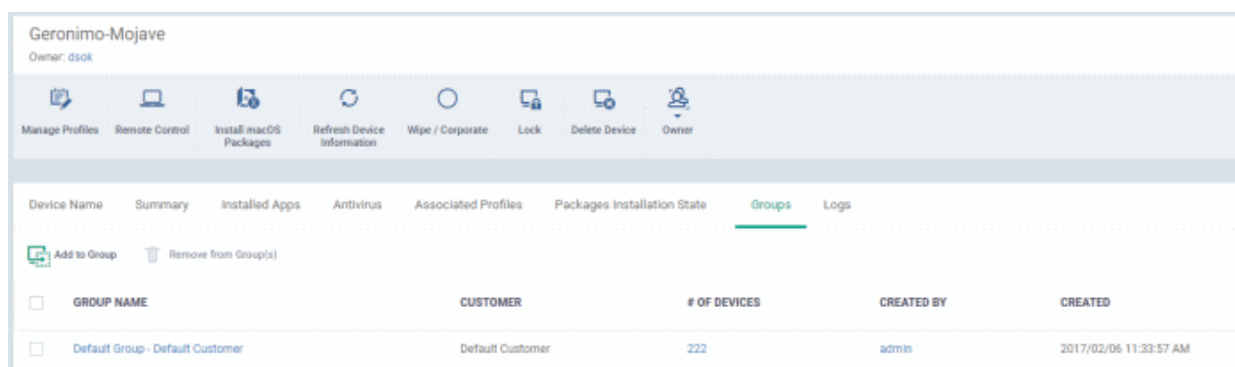 Geronimo-Mojave
Owner: dsok
Manage Profiles Remote Control Install macOS Packages Refresh Device Information Wipe / Corporate Lock Delete Device Owner
Device Name Summary Installed Apps Antivirus Associated Profiles Packages Installation State Groups Logs
Add to Group Remove from Group(s)
GROUP NAME CUSTOMER # OF DEVICES CREATED BY CREATED
Default Group - Default Customer Default Customer 222 admin 2017/02/06 11:33:57 AM